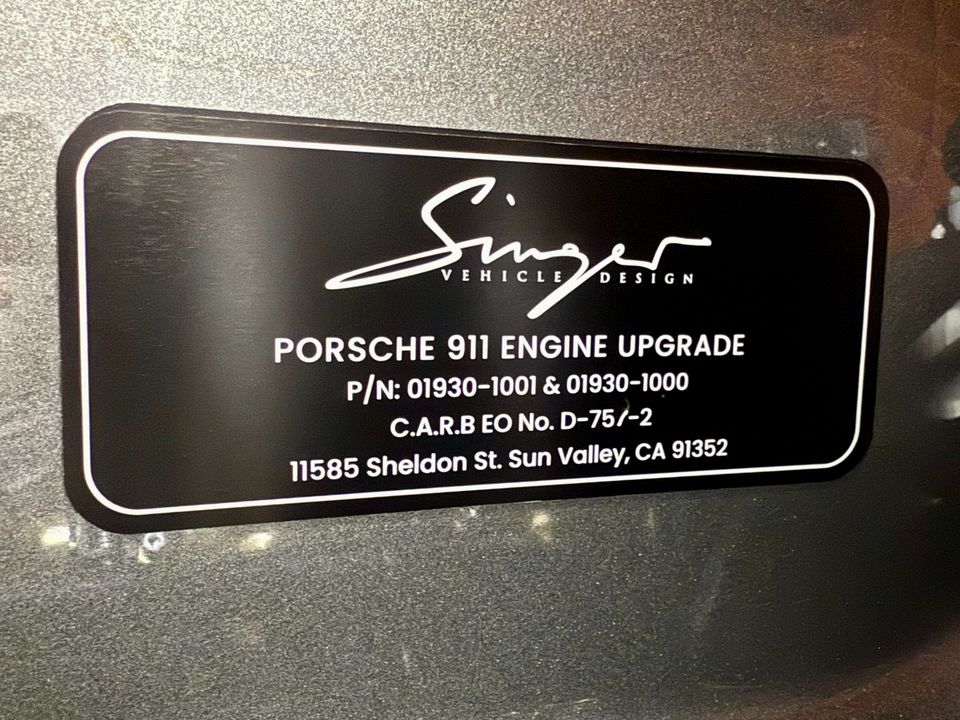 Singer
VEHICLE DESIGN
PORSCHE 911 ENGINE UPGRADE
P/N: 01930-1001 & 01930-1000
C.A.R.B EO No.
11585 Sheldon St. Sun Valley, CA 91352